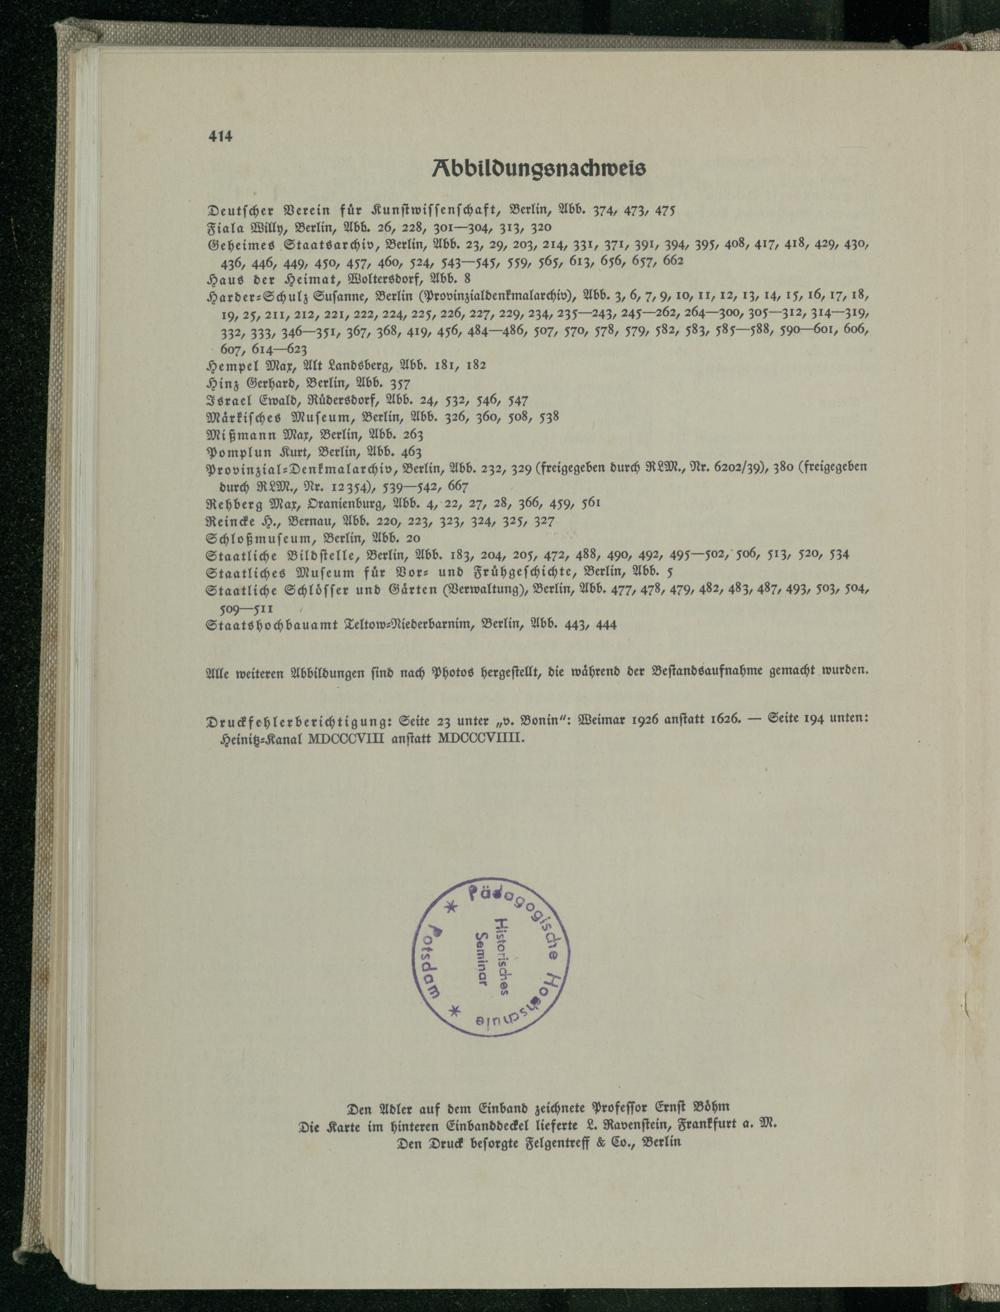 414
Abbildungsnachweis
Deutscher Verein für Kunstwissenschaft, Berlin, Abb. 374, 473, 475
Fiala Willy, Berlin, Abb. 26, 228, 301—304, 313, 320
Geheimes Staatsarchiv, Berlin, Abb. 23, 29, 203, 214, 331, 371, 391, 394, 395, 408, 417, 418, 429, 430,
436, 446, 449, 450, 457, 460, 524, 543—545, 559, 565, 613, 656, 657, 662
Haus der Heimat, Woltersdorf, Abb. 8
Harder-Schulz Susanne, Berlin (Provinzialdenkmalarchiv), Abb. 3, 6, 7, 9, 10, 11, 12, 13, 14, 15, 16, 17, 18,
19, 25, 211, 212, 221, 222, 224, 225, 226, 227, 229, 234, 235—243, 245—262, 264—300, 305—312, 314—319,
332, 333, 346—351, 367, 368, 419, 456, 484—486, 507, 570, 578, 579, 582, 583, 585—588, 590—601, 606,
607, 614—623
Hempel Max, Alt Landsberg, Abb. 181, 182
Hinz Gerhard, Berlin, Abb. 357
Israel Ewald, Rüdersdorf, Abb. 24, 532, 546, 547
Märkisches Museum, Berlin, Abb. 326, 360, 508, 538
Mißmann Max, Berlin, Abb. 263
Pomplun Kurt, Berlin, Abb. 463
Provinzial-Denkmalarchiv, Berlin, Abb. 232, 329 (freigegeben durch RLM., Nr. 6202/39), 380 (freigegeben
durch RLM., Nr. 12354), 539—542, 667
Rehberg Max, Oranienburg, Abb. 4, 22, 27, 28, 366, 459, 561
Reincke H., Bernau, Abb. 220, 223, 323, 324, 325, 327
Schloßmuseum, Berlin, Abb. 20
Staatliche Bildstelle, Berlin, Abb. 183, 204, 205, 472, 488, 490, 492, 495—502, 506, 513, 520, 534
Staatliches Museum für Vor- und Frühgeschichte, Berlin, Abb. 5
Staatliche Schlösser und Gärten (Verwaltung), Berlin, Abb. 477, 478, 479, 482, 483, 487, 493, 503, 504,
509—511
Staatshochbauamt Teltow-Niederbarnim, Berlin, Abb. 443, 444
Alle weiteren Abbildungen sind nach Photos hergestellt, die während der Bestandsaufnahme gemacht wurden.
Druckfehlerberichtigung: Seite 23 unter „v. Bonin“: Weimar 1926 anstatt 1626. — Seite 194 unten:
Heinitz-Kanal MDCCCVIII anstatt MDCCCVIIII.
* Pädagogische Hochschule * Potsdam
Historisches
Seminar
Den Adler auf dem Einband zeichnete Professor Ernst Böhm
Die Karte im hinteren Einbanddeckel lieferte L. Ravenstein, Frankfurt a. M.
Den Druck besorgte Felgentreff & Co., Berlin